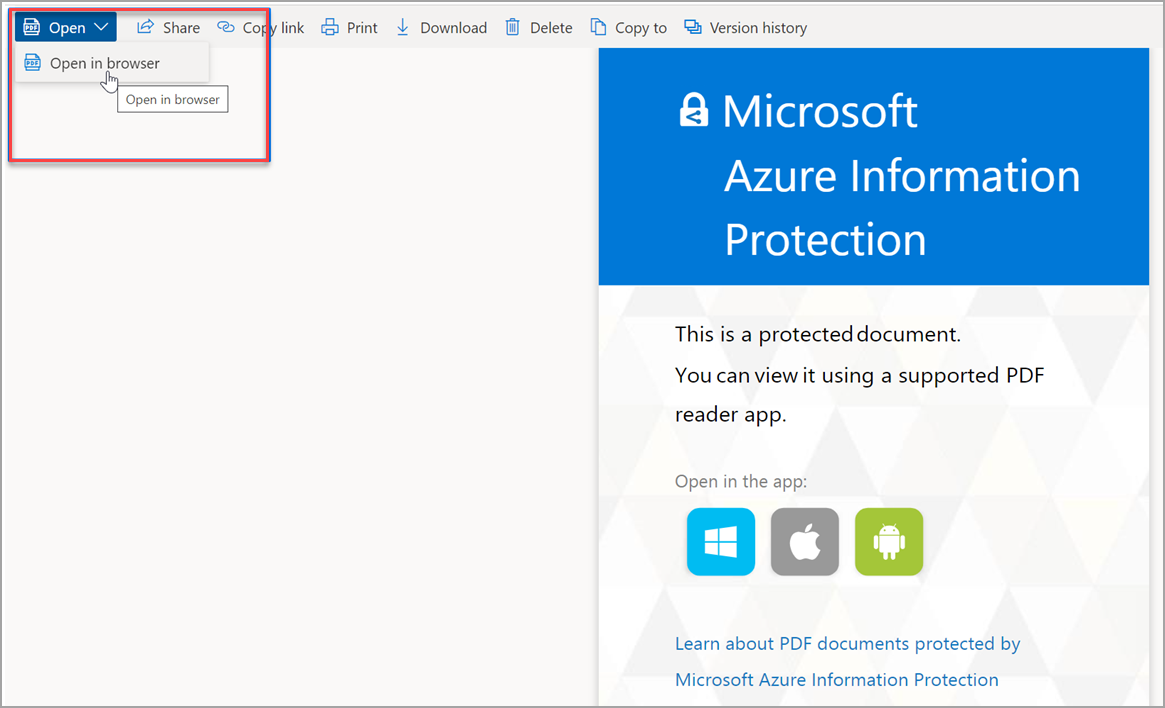 Open Share Copy link Print Download Delete Copy to Version history
Open in browser
Open in browser
Microsoft
Azure Information
Protection
This is a protected document.
You can view it using a supported PDF
reader app.
Open in the app:
Learn about PDF documents protected by
Microsoft Azure Information Protection